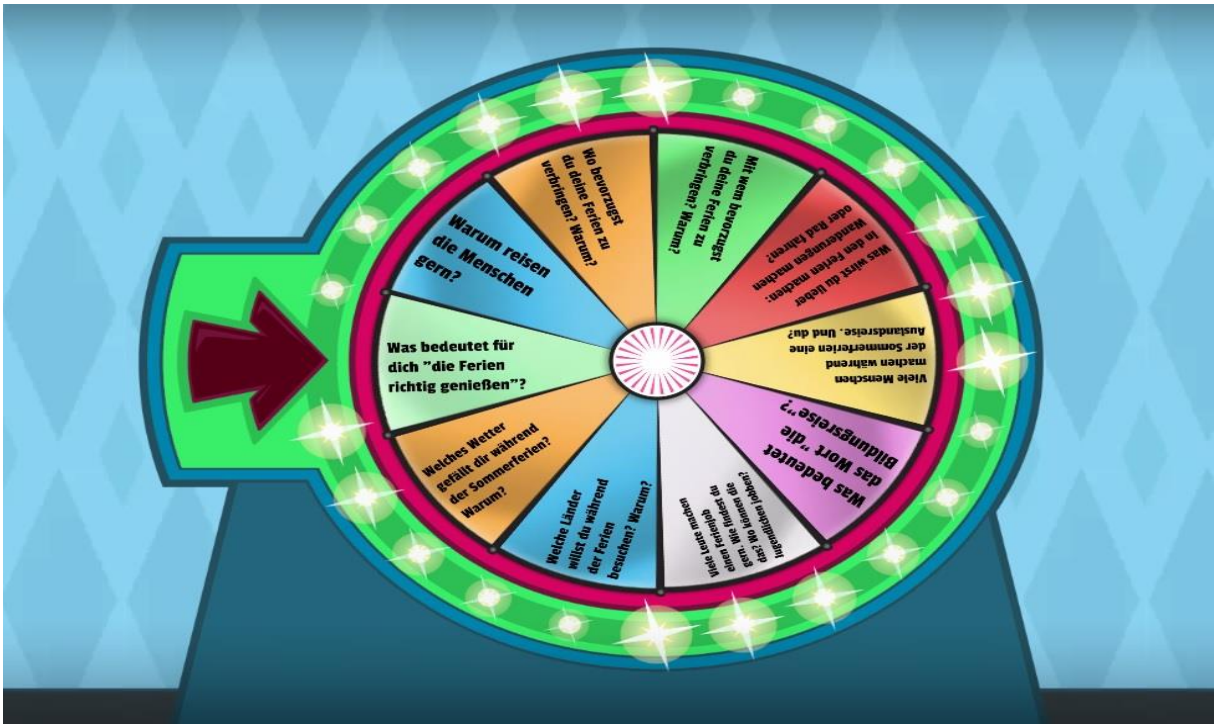 Was bedeutet für
dich ”die Ferien
richtig genießen”?
Warum reisen
die Menschen
gern?
Wo bevorzugst
du deine Ferien zu
verbringen? Warum?
Mit wem bevorzugst
du deine Ferien zu
verbringen? Warum?
Was wirst du lieber
in den Ferien machen:
Wanderungen machen
oder Rad fahren?
Viele Menschen
machen während
der Sommerferien eine
Auslandsreise. Und du?
Was bedeutet
das Wort ”die
Bildungsreise”?
Viele Leute machen
einen Ferienjob
gern. Wie findest du
das? Wo können die
Jugendlichen jobben?
Welche Länder
willst du während
der Ferien
besuchen? Warum?
Welches Wetter
gefällt dir während
der Sommerferien?
Warum?